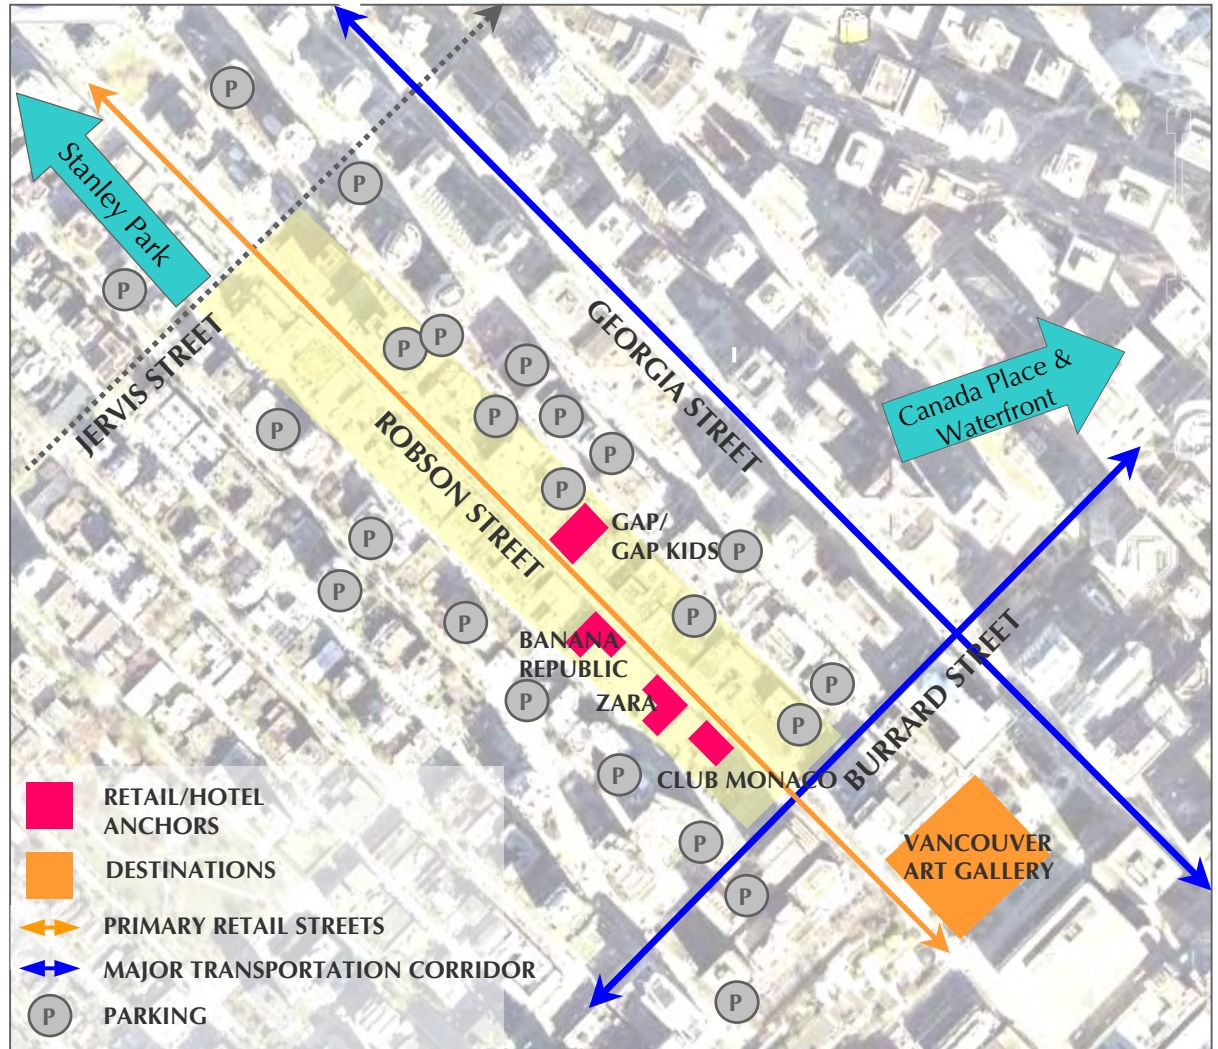 P
P
Stanley Park
P
P
P
P
JERVIS STREET
GEORGIA STREET
P
Canada Place &
Waterfront
P
P
P
ROBSON STREET
P
P
GAP/
GAP KIDS
P
P
P
P
P
BANANA
REPUBLIC
BURRARD STREET
P
ZARA
P
P
P
CLUB MONACO
VANCOUVER
ART GALLERY
P
P
P
RETAIL/HOTEL
ANCHORS
DESTINATIONS
PRIMARY RETAIL STREETS
MAJOR TRANSPORTATION CORRIDOR
P
PARKING